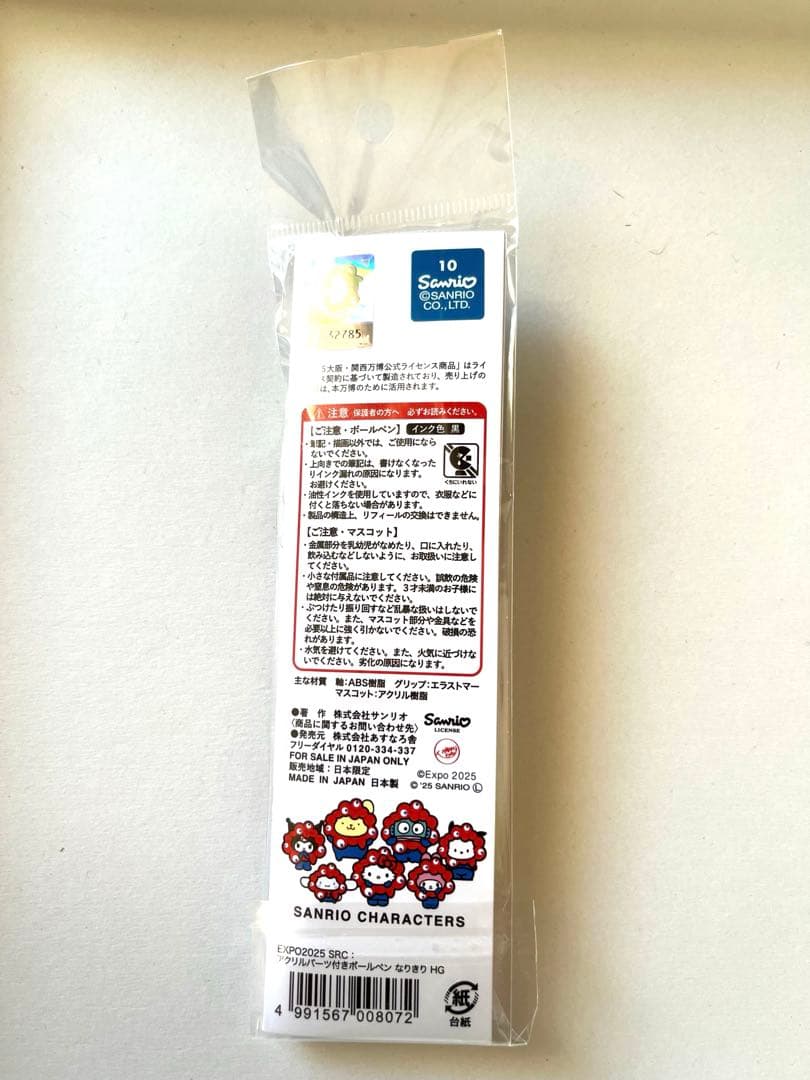 10
Sanrio
©SANRIO
CO.,LTD.
32785
5大阪・関西万博公式ライセンス商品」はライ
ス契約に基づいて製造されており、売り上げの
は、本万博のために活用されます。
注意 保護者の方へ 必ずお読みください。
【ご注意・ボールペン】 インク色 黒
・筆記・描画以外では、ご使用になら
ないでください。
・上向きでの筆記は、書けなくなった
りインク漏れの原因になります。
お避けください。
くちにいれない
・油性インクを使用していますので、衣服などに
付くと落ちない場合があります。
・製品の構造上、リフィールの交換はできません。
【ご注意・マスコット】
・金属部分を乳幼児がなめたり、口に入れたり、
飲み込むなどしないように、お取扱いに注意し
てください。
・小さな付属品に注意してください。誤飲の危険
や窒息の危険があります。3才未満のお子様に
は絶対に与えないでください。
・ぶつけたり振り回すなど乱暴な扱いはしないで
ください。また、マスコット部分や金具などを
必要以上に強く引かないでください。破損の恐
れがあります。
・水気を避けてください。また、火気に近づけな
いでください。劣化の原因になります。
主な材質 軸:ABS樹脂 グリップ:エラストマー
マスコット:アクリル樹脂
●著 作 株式会社サンリオ
〈商品に関するお問い合わせ先〉
●発売元 株式会社あすなろ舎
フリーダイヤル 0120-334-337
FOR SALE IN JAPAN ONLY
販売地域:日本限定
MADE IN JAPAN 日本製
Sanrio
LICENSE
©Expo 2025
©'25 SANRIO Ⓛ
SANRIO CHARACTERS
EXPO2025 SRC:
アクリルパーツ付きボールペン なりきり HG
4 991567 008072
紙
台紙